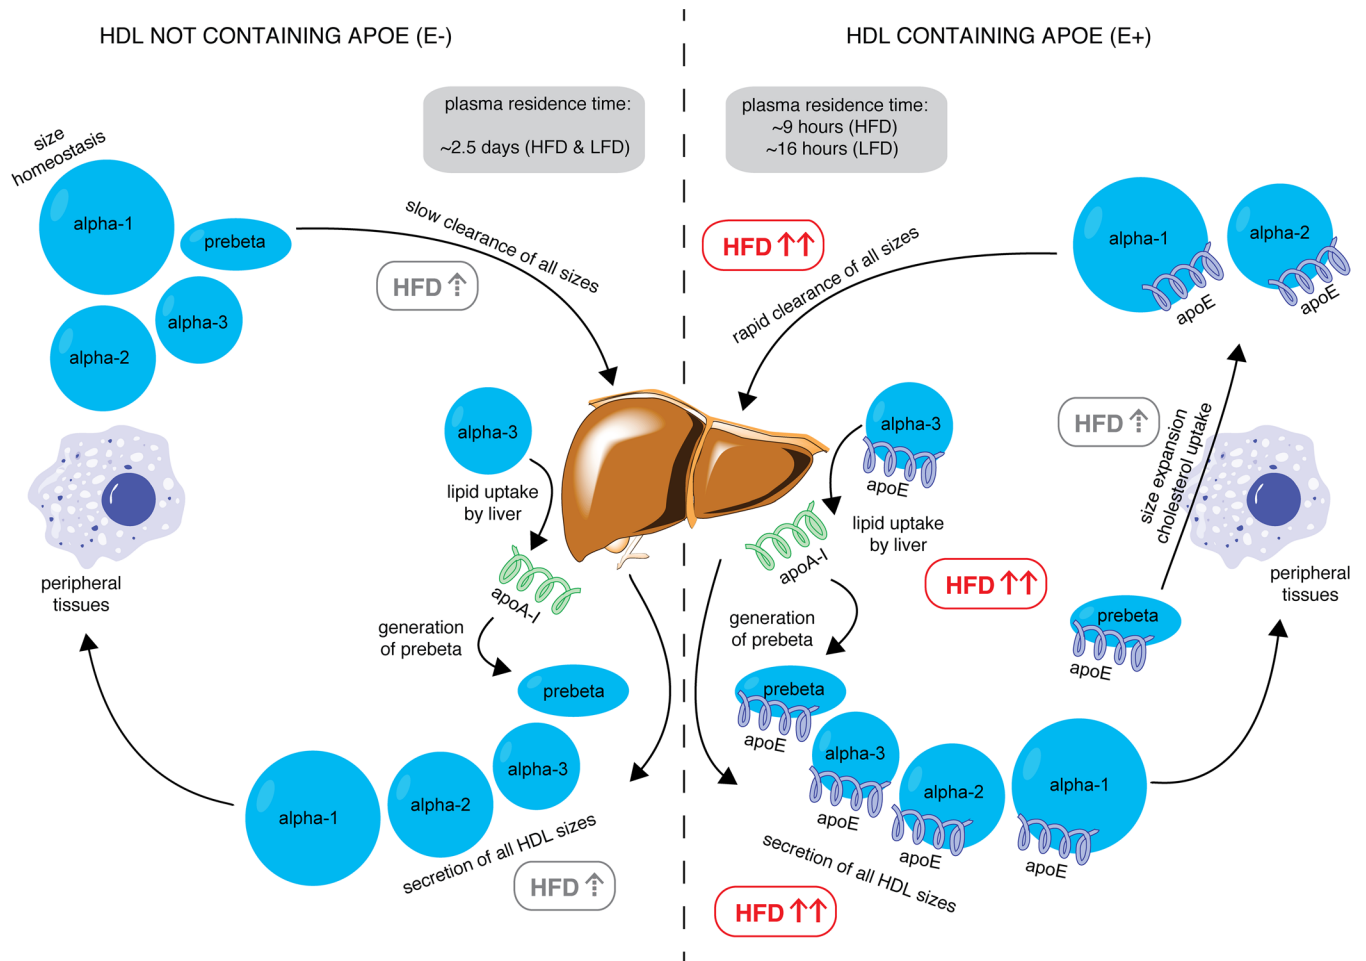 HDL NOT CONTAINING APOE (E-)
HDL CONTAINING APOE (E+)
plasma residence time:
~2.5 days (HFD & LFD)
plasma residence time:
~9 hours (HFD)
~16 hours (LFD)
size
homeostasis
alpha-1
prebeta
alpha-2
alpha-3
slow clearance of all sizes
HFD
alpha-3
lipid uptake
by liver
apoA-I
generation
of prebeta
prebeta
alpha-3
alpha-2
alpha-1
secretion of all HDL sizes
HFD
peripheral
tissues
HFD
rapid clearance of all sizes
alpha-1
apoE
alpha-2
apoE
HFD
size expansion
cholesterol uptake
alpha-3
apoE
lipid uptake
by liver
apoA-I
HFD
generation
of prebeta
prebeta
apoE
peripheral
tissues
prebeta
apoE
alpha-3
apoE
alpha-2
apoE
alpha-1
apoE
secretion of all HDL sizes
HFD